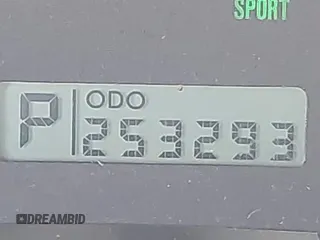 SPORT
ODO
P 253293
DREAMBID